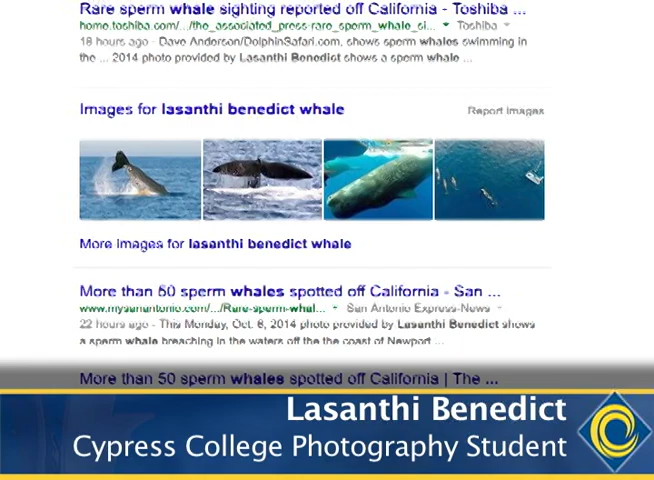 Rare sperm whale sighting reported off California - Toshiba ...
home.toshiba.com/.../the_associated_press-rare_sperm_whale_si... Toshiba
18 hours ago - Dave Anderson/DolphinSafari.com, shows sperm whales swimming in
the ... 2014 photo provided by Lasanthi Benedict shows a sperm whale ...
Images for lasanthi benedict whale
Report images
More images for lasanthi benedict whale
More than 50 sperm whales spotted off California - San ...
www.mysanantonio.com/.../Rare-sperm-whal... San Antonio Express-News
22 hours ago - This Monday, Oct. 6, 2014 photo provided by Lasanthi Benedict shows
a sperm whale breaching in the waters off the the coast of Newport ...
More than 50 sperm whales spotted off California | The ...
Lasanthi Benedict
Cypress College Photography Student